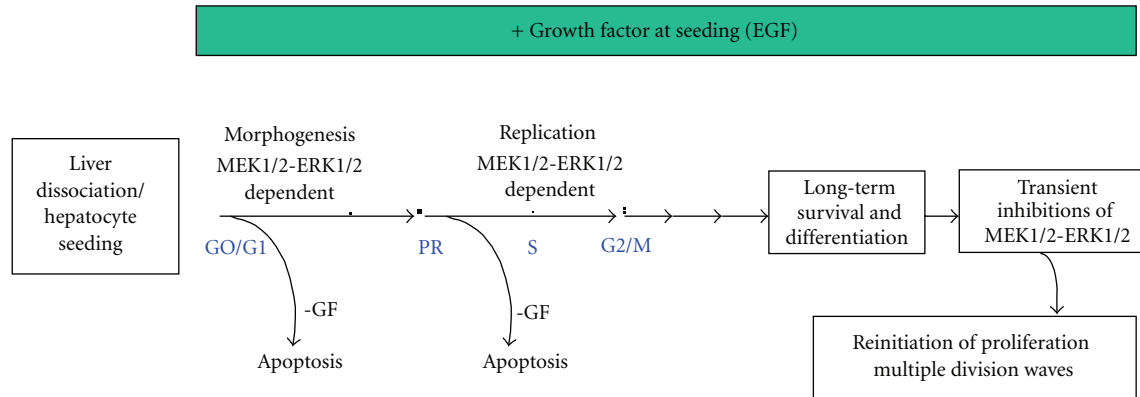 + Growth factor at seeding (EGF)
Liver
dissociation/
hepatocyte
seeding
Morphogenesis
MEK1/2-ERK1/2
dependent
Replication
MEK1/2-ERK1/2
dependent
GO/G1
PR
S
G2/M
-GF
Apoptosis
-GF
Apoptosis
Long-term
survival and
differentiation
Transient
inhibitions of
MEK1/2-ERK1/2
Reinitiation of proliferation
multiple division waves